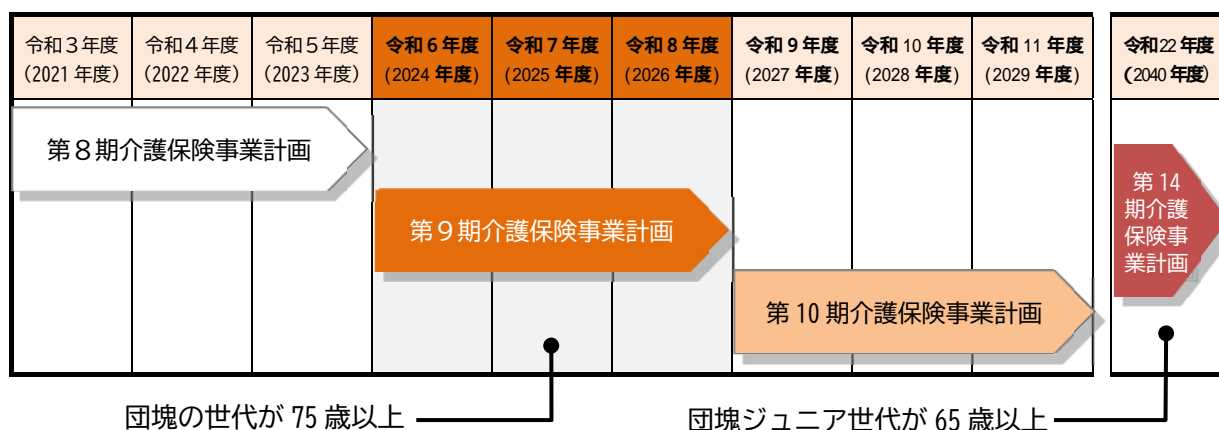 令和３年度
（2021 年度）
令和４年度
（2022 年度）
令和５年度
（2023 年度）
令和 6 年度
(2024 年度)
令和 7 年度
(2025 年度)
令和 8 年度
(2026 年度)
令和 9 年度
(2027 年度)
令和 10 年度
(2028 年度)
令和 11 年度
(2029 年度)
令和22 年度
(2040 年度)
第８期介護保険事業計画
第９期介護保険事業計画
第 10 期介護保険事業計画
第 14
期介護
保険事
業計画
団塊の世代が 75 歳以上
団塊ジュニア世代が 65 歳以上